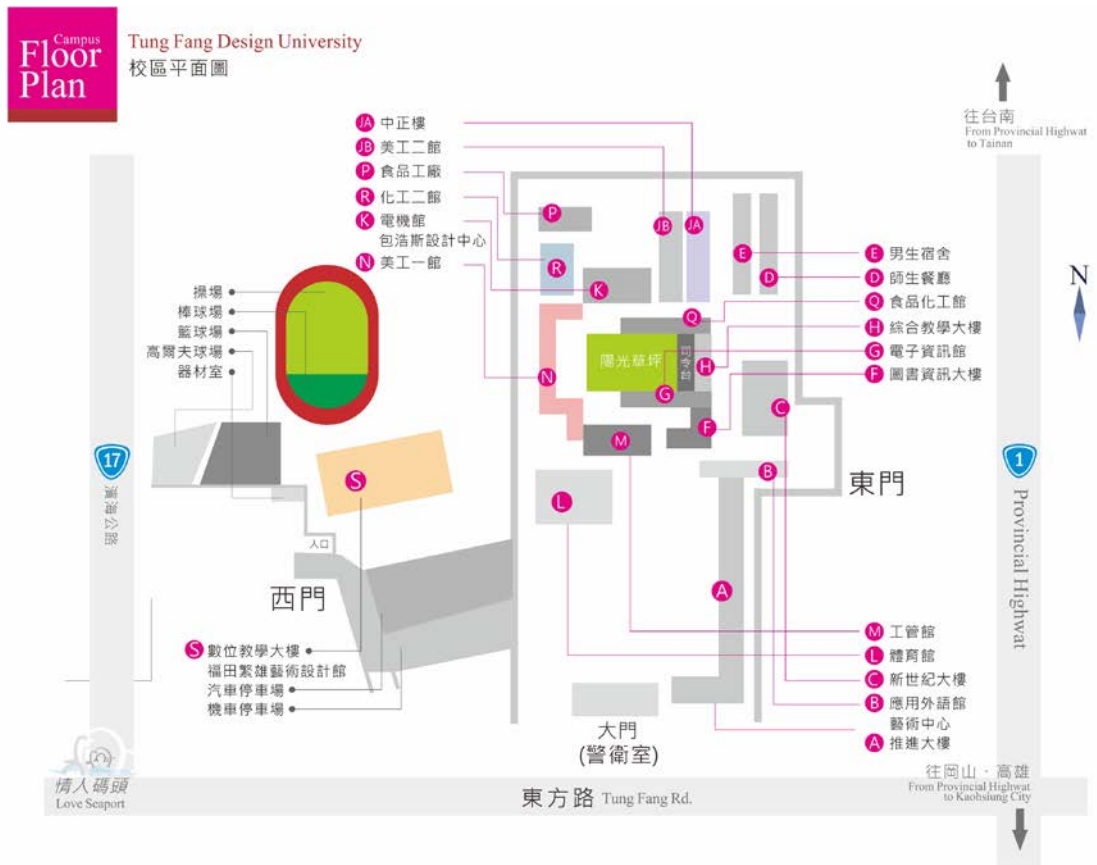 Campus
Floor
Plan
Tung Fang Design University
校區平面圖
往台南
From Provincial Highwat
to Tainan
JA 中正樓
JB 美工二館
P 食品工廠
R 化工二館
K 電機館
包浩斯設計中心
N 美工一館
操場
棒球場
籃球場
高爾夫球場
器材室
P
R
K
JB
JA
E
D
Q
陽光草坪
司令台
H
G
N
F
M
C
B
L
S
A
E 男生宿舍
D 師生餐廳
Q 食品化工館
H 綜合教學大樓
G 電子資訊館
F 圖書資訊大樓
N
東門
17
濱海公路
1
Provincial Highwat
人口
西門
S 數位教學大樓
福田繁雄藝術設計館
汽車停車場
機車停車場
M 工管館
L 體育館
C 新世紀大樓
B 應用外語館
藝術中心
A 推進大樓
大門
(警衛室)
情人碼頭
Love Seaport
東方路 Tung Fang Rd.
往岡山・高雄
From Provincial Highwat
to Kaohsiung City